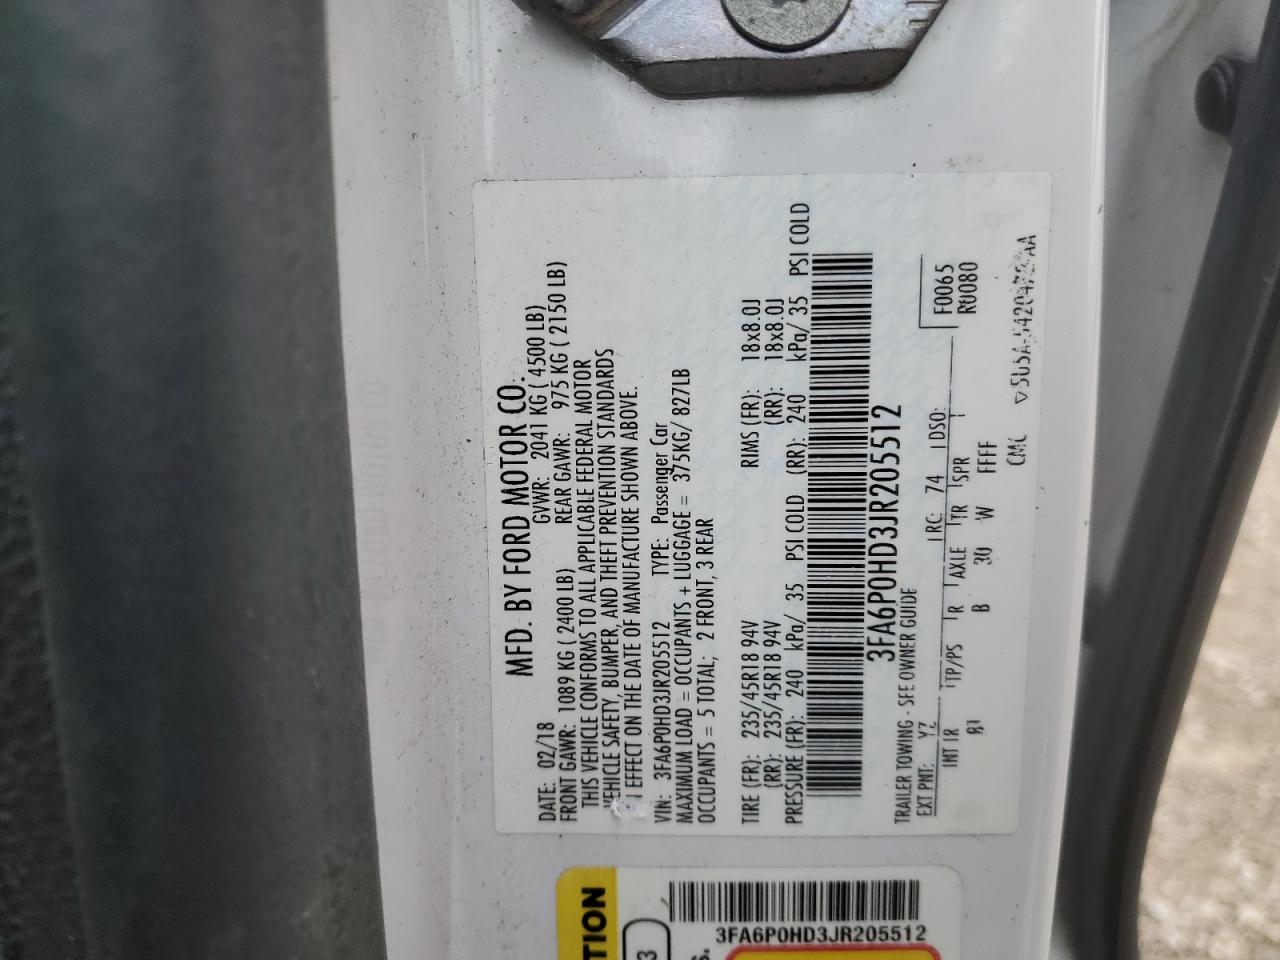 MFD. BY FORD MOTOR CO.
DATE: 02/18 GVWR: 2041 KG ( 4500 LB)
FRONT GAWR: 1089 KG ( 2400 LB) REAR GAWR: 975 KG ( 2150 LB)
THIS VEHICLE CONFORMS TO ALL APPLICABLE FEDERAL MOTOR
VEHICLE SAFETY, BUMPER, AND THEFT PREVENTION STANDARDS
EFFECT ON THE DATE OF MANUFACTURE SHOWN ABOVE.
VIN: 3FA6P0HD3JR205512 TYPE: Passenger Car
MAXIMUM LOAD = OCCUPANTS + LUGGAGE = 375KG/ 827LB
OCCUPANTS = 5 TOTAL; 2 FRONT, 3 REAR
TIRE (FR): 235/45R18 94V RIMS (FR): 18x8.0J
(RR): 235/45R18 94V (RR): 18x8.0J
PRESSURE (FR): 240 kPa/ 35 PSI COLD (RR): 240 kPa/ 35 PSI COLD
3FA6P0HD3JR205512
TRAILER TOWING - SEE OWNER GUIDE
F0065
R0080
EXT PNT: YZ RC: 74 DSO:
INT TR TP/PS R AXLE TR SPR
B 30 W FFFF
CMC
TION
3
3FA6P0HD3JR205512